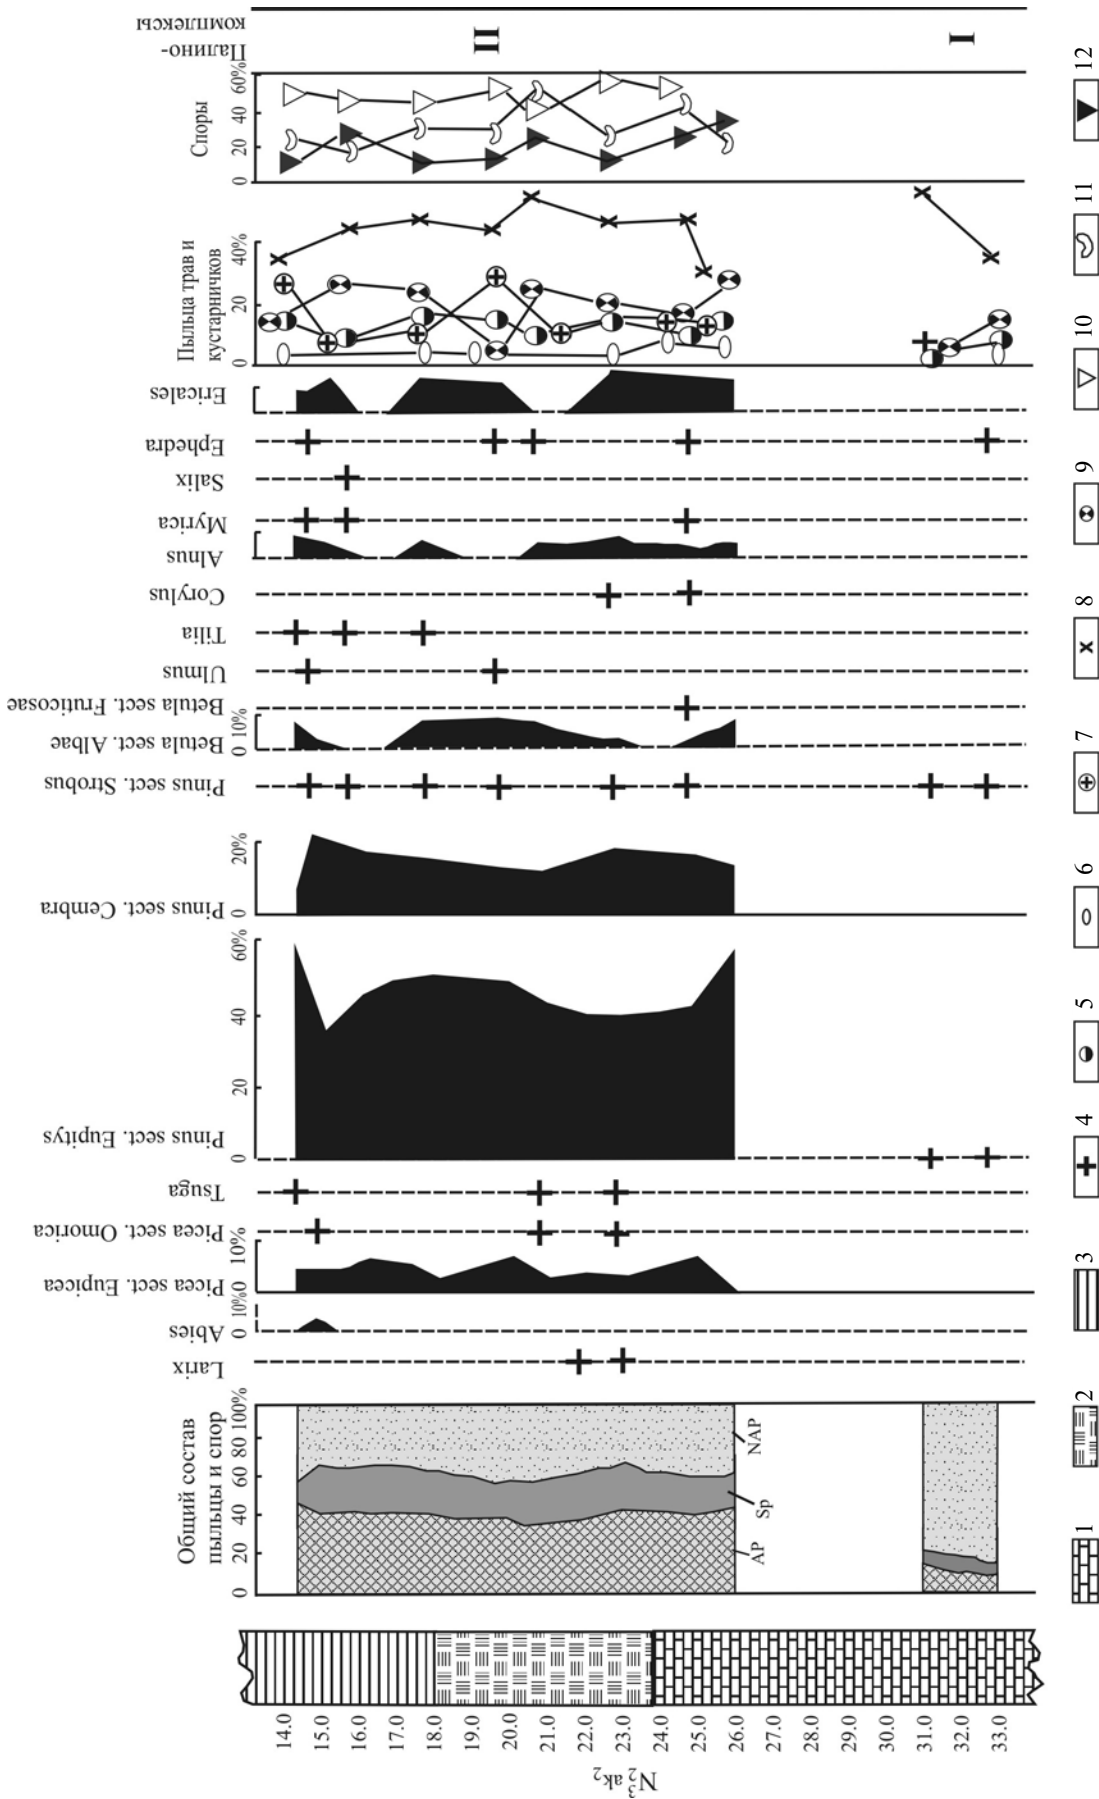 Палино-
комплексы
II
I
Споры
0
20
40
60%
Пыльца трав и
кустарничков
0
20
40%
Ericales
Ephedra
Salix
Myrica
Alnus
Corylus
Tilia
Ulmus
Betula sect. Fruticosae
Betula sect. Albae
0 10%
Pinus sect. Strobus
Pinus sect. Cembra
0
20%
Pinus sect. Eupitys
0
20
40
60%
Tsuga
Picea sect. Omorica
Picea sect. Eupicea
0
10%
Abies
0 10%
Larix
Общий состав
пыльцы и спор
0
20
40
60
80
100%
AP
Sp
NAP
14.0
15.0
16.0
17.0
18.0
19.0
20.0
21.0
22.0
23.0
24.0
25.0
26.0
27.0
28.0
29.0
30.0
31.0
32.0
33.0
N₂³ ak₂
1
2
3
4
5
6
7
8
9
10
11
12